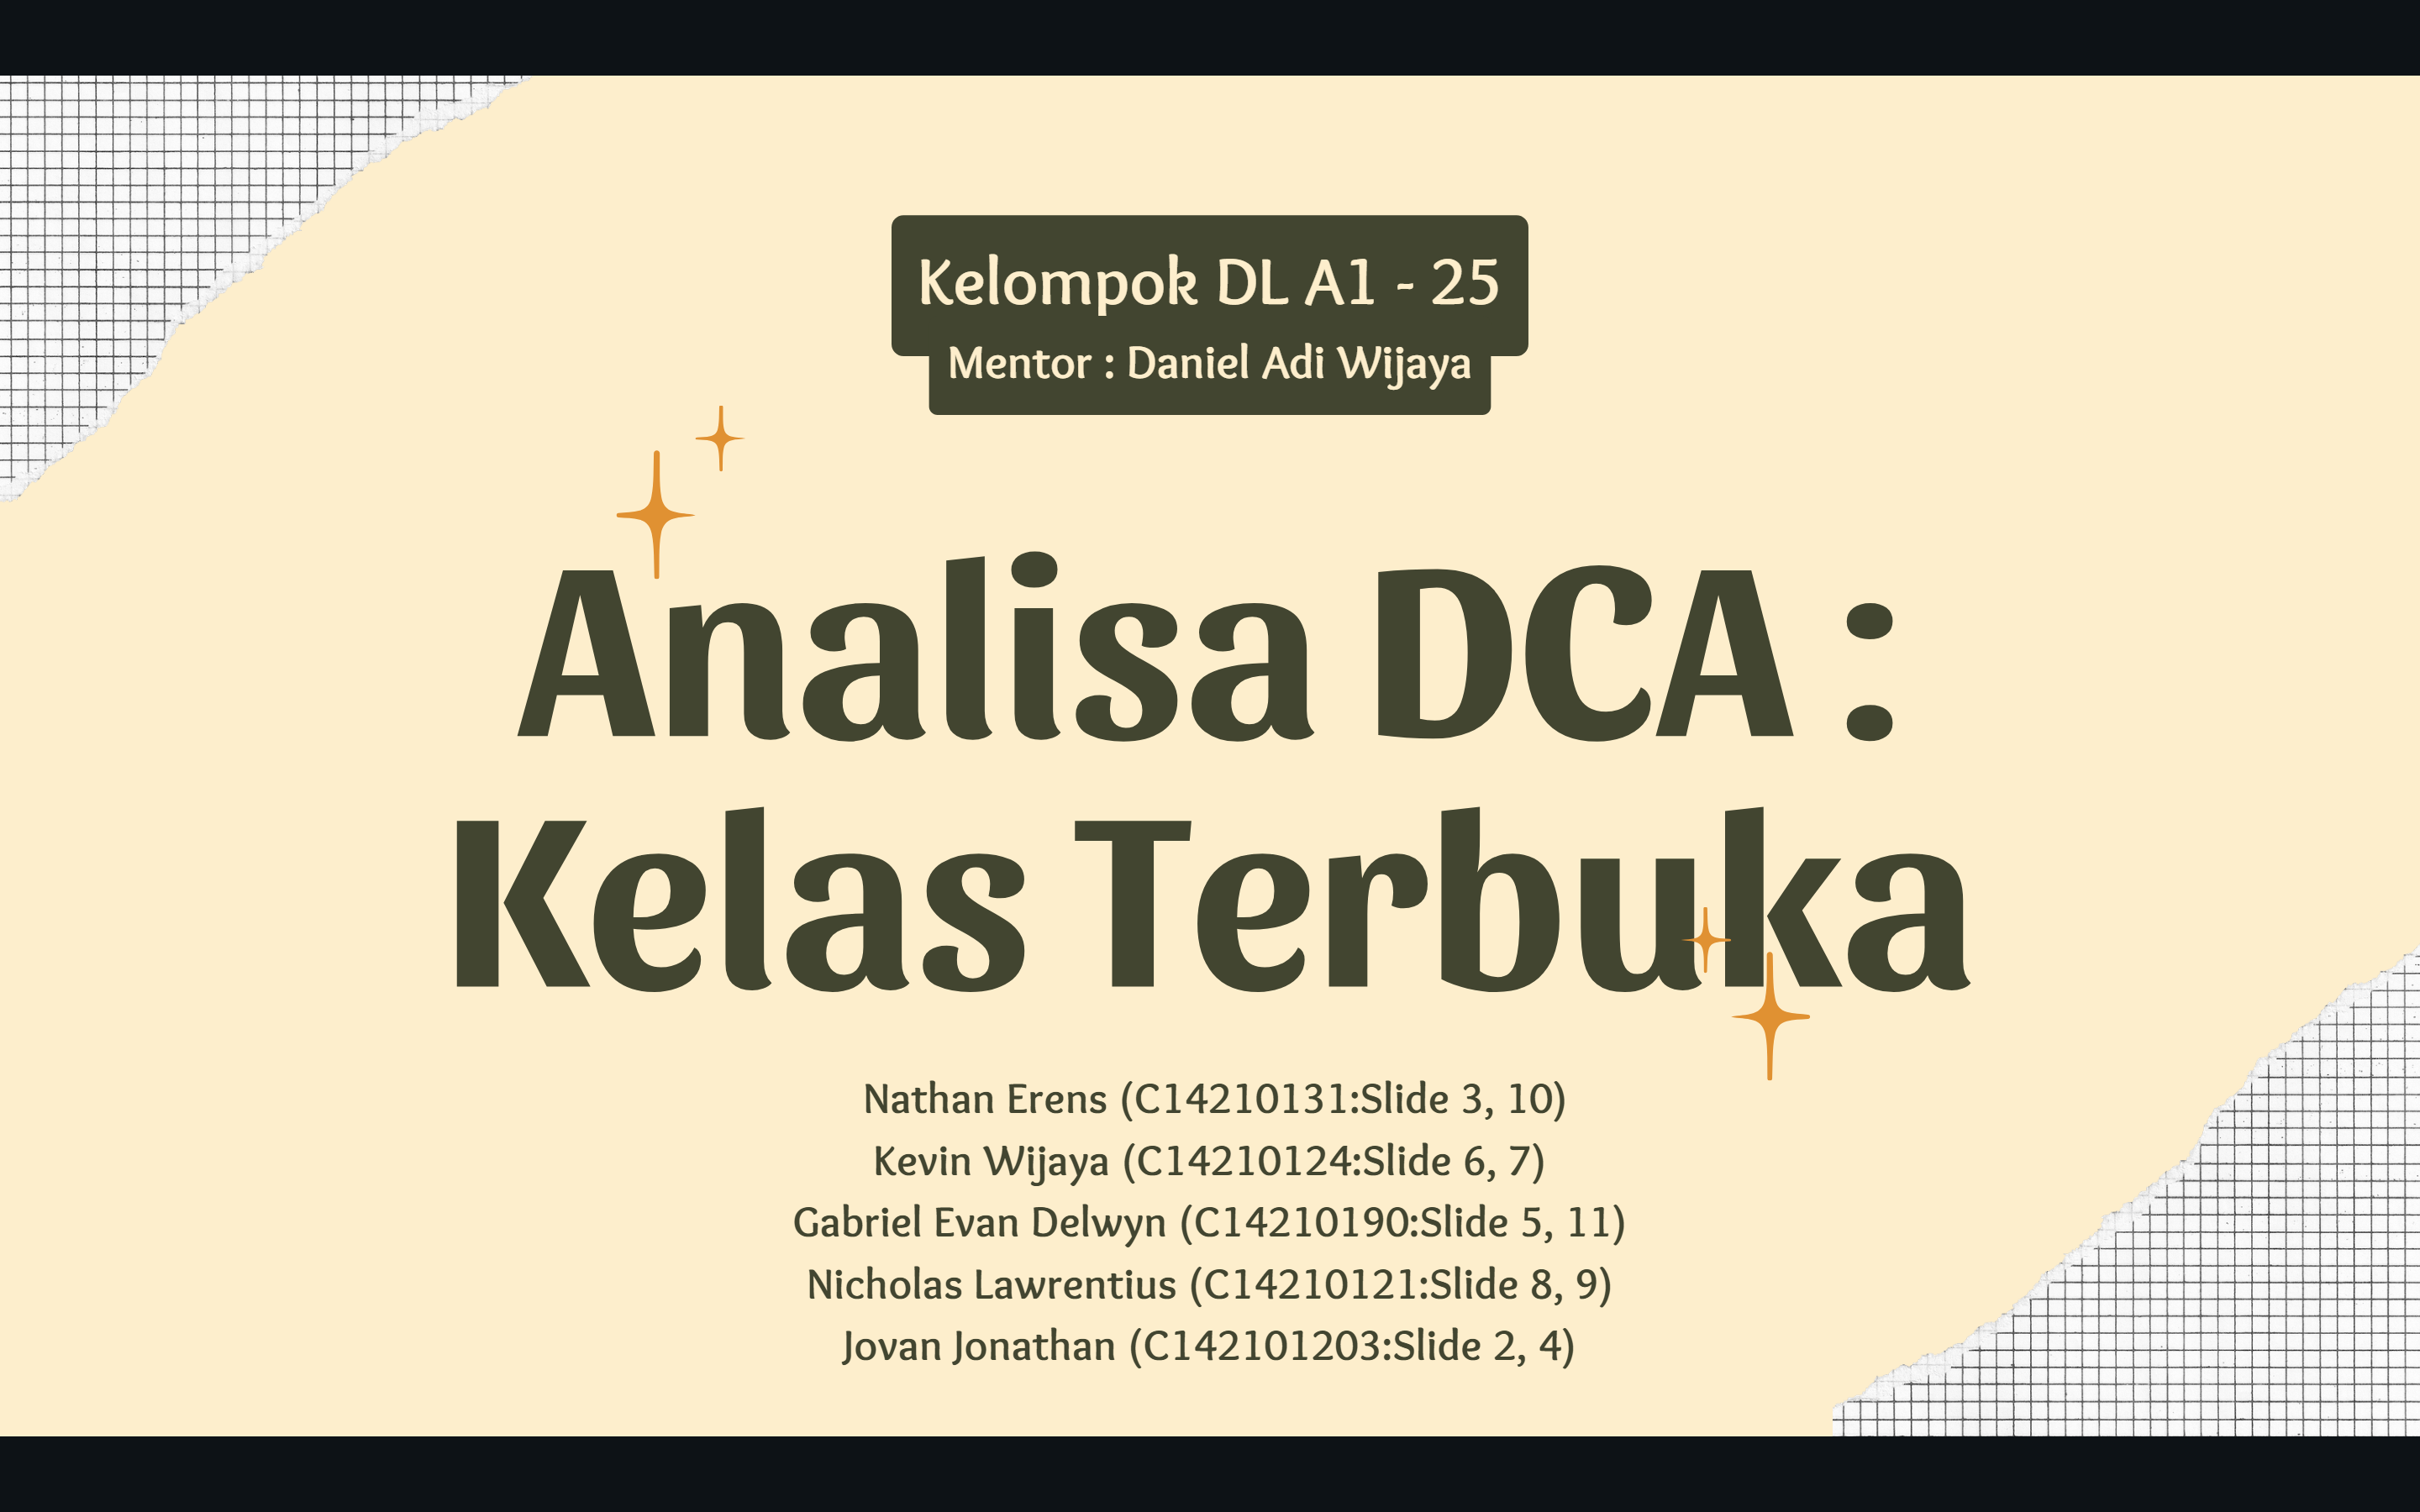 Kelompok DL A1 - 25
Mentor : Daniel Adi Wijaya
Analisa DCA :
Kelas Terbuka
Nathan Erens (C14210131:Slide 3, 10)
Kevin Wijaya (C14210124:Slide 6, 7)
Gabriel Evan Delwyn (C14210190:Slide 5, 11)
Nicholas Lawrentius (C14210121:Slide 8, 9)
Jovan Jonathan (C142101203:Slide 2, 4)